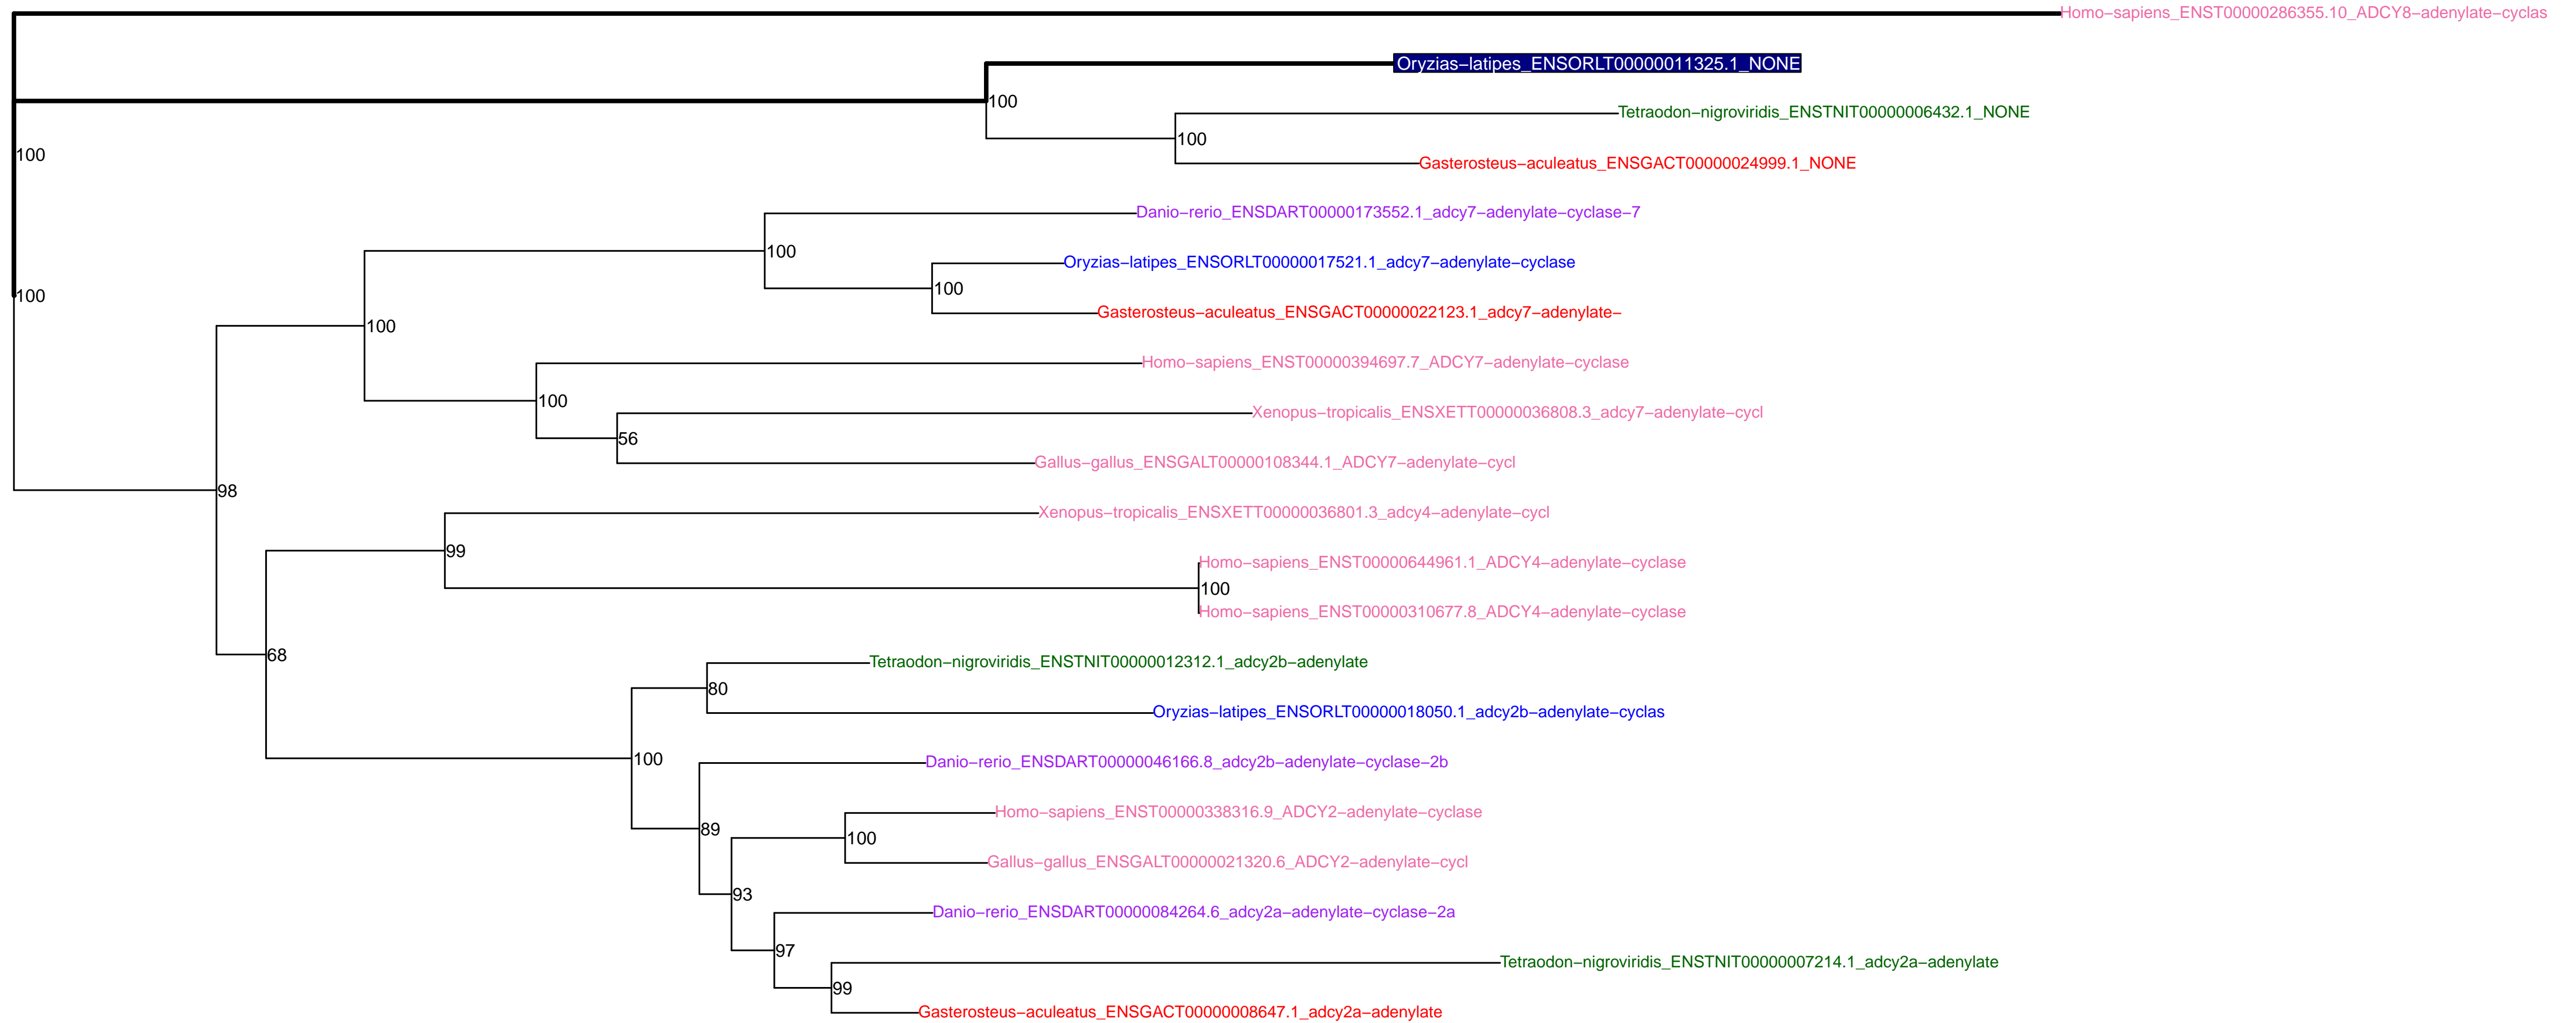 Homo−sapiens_ENST00000286355.10_ADCY8−adenylate−cyclas
Oryzias−latipes_ENSORLT00000011325.1_NONE
100
Tetraodon−nigroviridis_ENSTNIT00000006432.1_NONE
100
100
Gasterosteus−aculeatus_ENSGACT00000024999.1_NONE
Danio−rerio_ENSDART00000173552.1_adcy7−adenylate−cyclase−7
100
Oryzias−latipes_ENSORLT00000017521.1_adcy7−adenylate−cyclase
100
100
Gasterosteus−aculeatus_ENSGACT00000022123.1_adcy7−adenylate−
100
Homo−sapiens_ENST00000394697.7_ADCY7−adenylate−cyclase
100
Xenopus−tropicalis_ENSXETT00000036808.3_adcy7−adenylate−cycl
56
Gallus−gallus_ENSGALT00000108344.1_ADCY7−adenylate−cycl
98
Xenopus−tropicalis_ENSXETT00000036801.3_adcy4−adenylate−cycl
99
Homo−sapiens_ENST00000644961.1_ADCY4−adenylate−cyclase
100
Homo−sapiens_ENST00000310677.8_ADCY4−adenylate−cyclase
68
Tetraodon−nigroviridis_ENSTNIT00000012312.1_adcy2b−adenylate
80
Oryzias−latipes_ENSORLT00000018050.1_adcy2b−adenylate−cyclas
100
Danio−rerio_ENSDART00000046166.8_adcy2b−adenylate−cyclase−2b
89
Homo−sapiens_ENST00000338316.9_ADCY2−adenylate−cyclase
100
Gallus−gallus_ENSGALT00000021320.6_ADCY2−adenylate−cycl
93
Danio−rerio_ENSDART00000084264.6_adcy2a−adenylate−cyclase−2a
97
Tetraodon−nigroviridis_ENSTNIT00000007214.1_adcy2a−adenylate
99
Gasterosteus−aculeatus_ENSGACT00000008647.1_adcy2a−adenylate